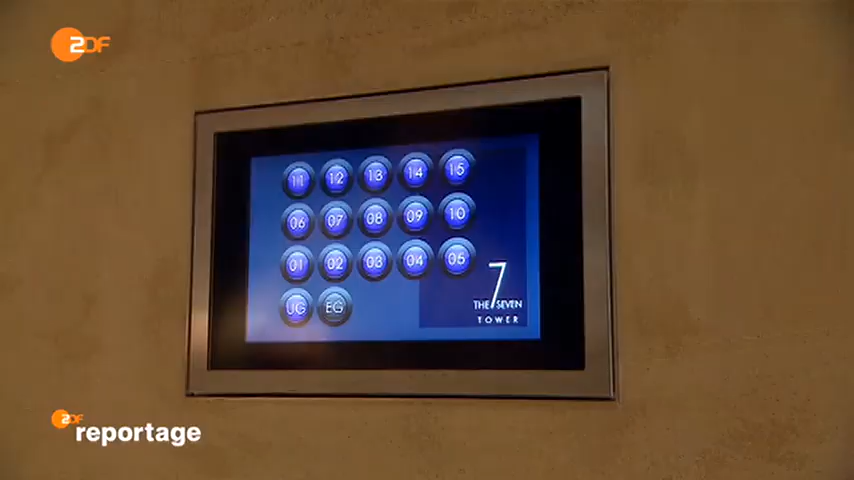 ZDF
11 12 13 14 15
06 07 08 09 10
01 02 03 04 05
UG EG
7
THE SEVEN
TOWER
ZDF
reportage